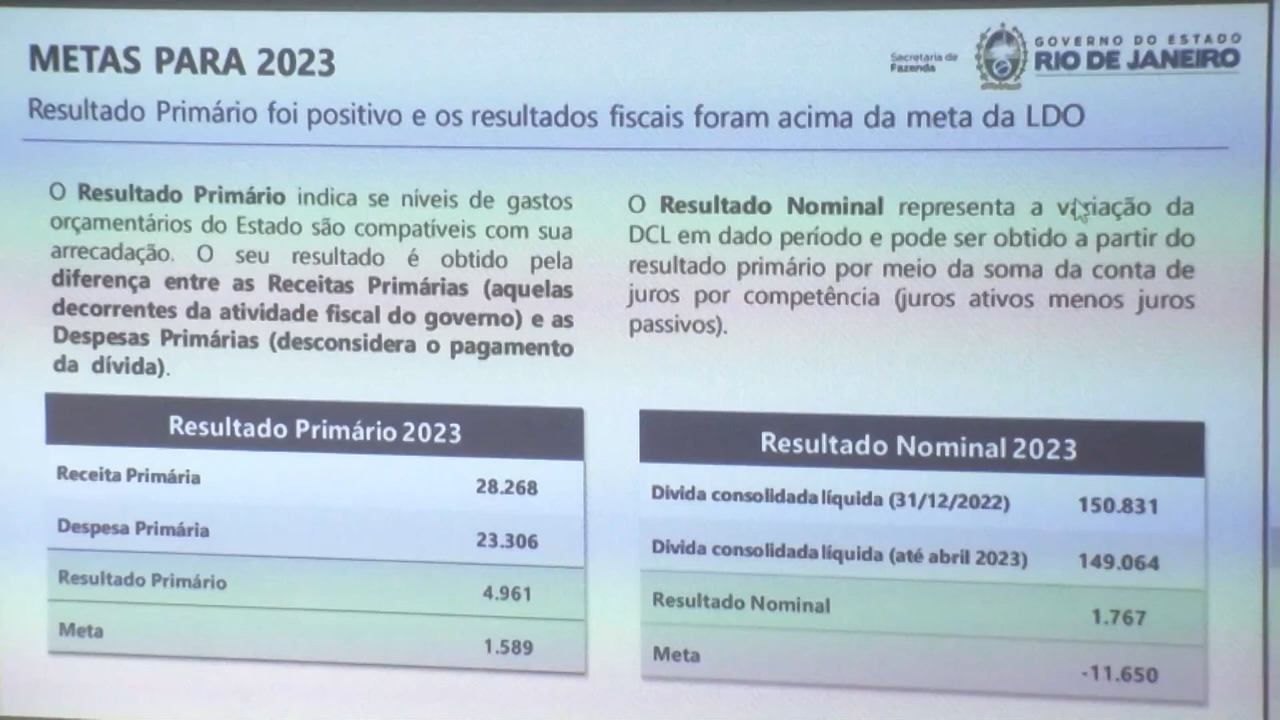 METAS PARA 2023
Secretaria de
Fazenda
GOVERNO DO ESTADO
RIO DE JANEIRO
Resultado Primário foi positivo e os resultados fiscais foram acima da meta da LDO
O Resultado Primário indica se níveis de gastos
orçamentários do Estado são compatíveis com sua
arrecadação. O seu resultado é obtido pela
diferença entre as Receitas Primárias (aquelas
decorrentes da atividade fiscal do governo) e as
Despesas Primárias (desconsidera o pagamento
da dívida).
O Resultado Nominal representa a variação da
DCL em dado período e pode ser obtido a partir do
resultado primário por meio da soma da conta de
juros por competência (juros ativos menos juros
passivos).
Resultado Primário 2023
Receita Primária 28.268
Despesa Primária 23.306
Resultado Primário 4.961
Meta 1.589
Resultado Nominal 2023
Dívida consolidada líquida (31/12/2022) 150.831
Dívida consolidada líquida (até abril 2023) 149.064
Resultado Nominal 1.767
Meta -11.650